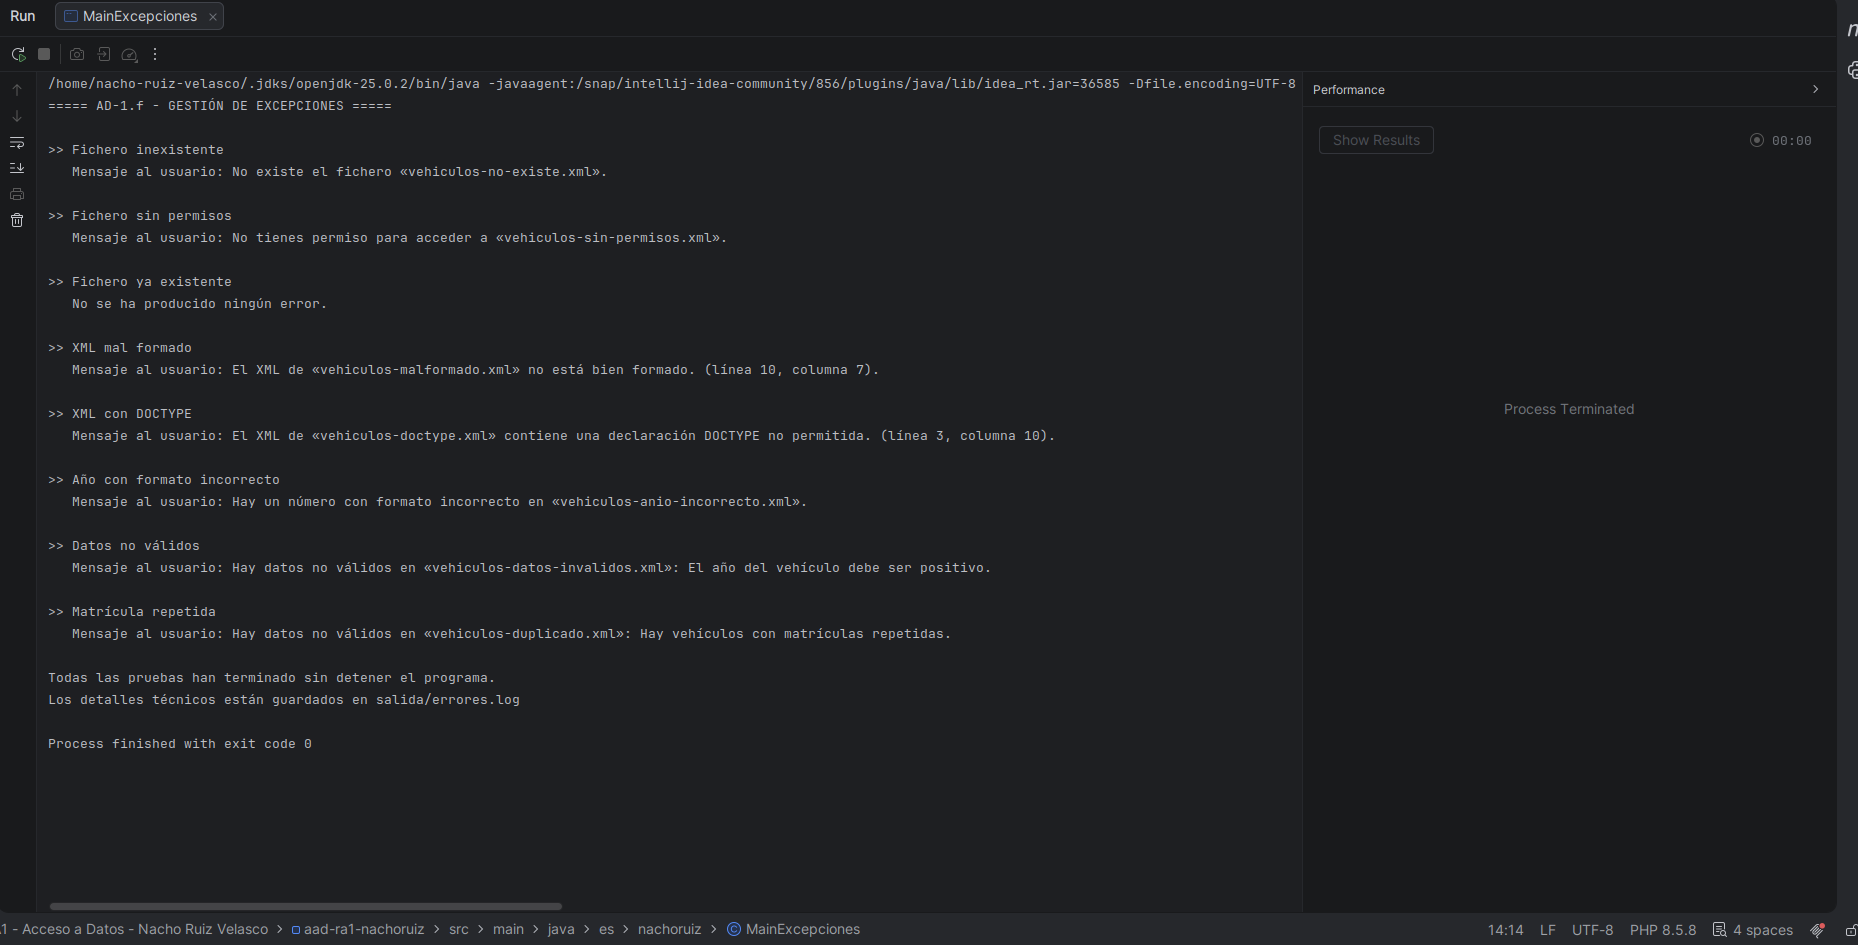 Run
MainExcepciones
/home/nacho-ruiz-velasco/.jdks/openjdk-25.0.2/bin/java -javaagent:/snap/intellij-idea-community/856/plugins/java/lib/idea_rt.jar=36585 -Dfile.encoding=UTF-8
===== AD-1.f - GESTIÓN DE EXCEPCIONES =====
>> Fichero inexistente
Mensaje al usuario: No existe el fichero «vehiculos-no-existe.xml».
>> Fichero sin permisos
Mensaje al usuario: No tienes permiso para acceder a «vehiculos-sin-permisos.xml».
>> Fichero ya existente
No se ha producido ningún error.
>> XML mal formado
Mensaje al usuario: El XML de «vehiculos-malformado.xml» no está bien formado. (línea 10, columna 7).
>> XML con DOCTYPE
Mensaje al usuario: El XML de «vehiculos-doctype.xml» contiene una declaración DOCTYPE no permitida. (línea 3, columna 10).
>> Año con formato incorrecto
Mensaje al usuario: Hay un número con formato incorrecto en «vehiculos-anio-incorrecto.xml».
>> Datos no válidos
Mensaje al usuario: Hay datos no válidos en «vehiculos-datos-invalidos.xml»: El año del vehículo debe ser positivo.
>> Matrícula repetida
Mensaje al usuario: Hay datos no válidos en «vehiculos-duplicado.xml»: Hay vehículos con matrículas repetidas.
Todas las pruebas han terminado sin detener el programa.
Los detalles técnicos están guardados en salida/errores.log
Process finished with exit code 0
Performance
Show Results
00:00
Process Terminated
1 - Acceso a Datos - Nacho Ruiz Velasco > aad-ra1-nachoruiz > src > main > java > es > nachoruiz > MainExcepciones
14:14 LF UTF-8 PHP 8.5.8 4 spaces